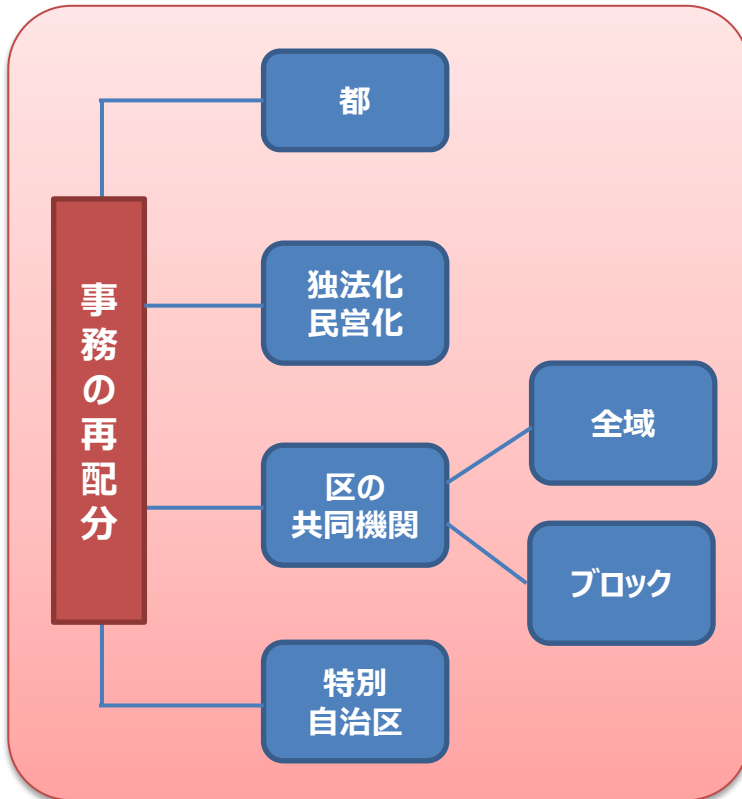 都
事務の再配分
独法化
民営化
区の
共同機関
全域
ブロック
特別
自治区